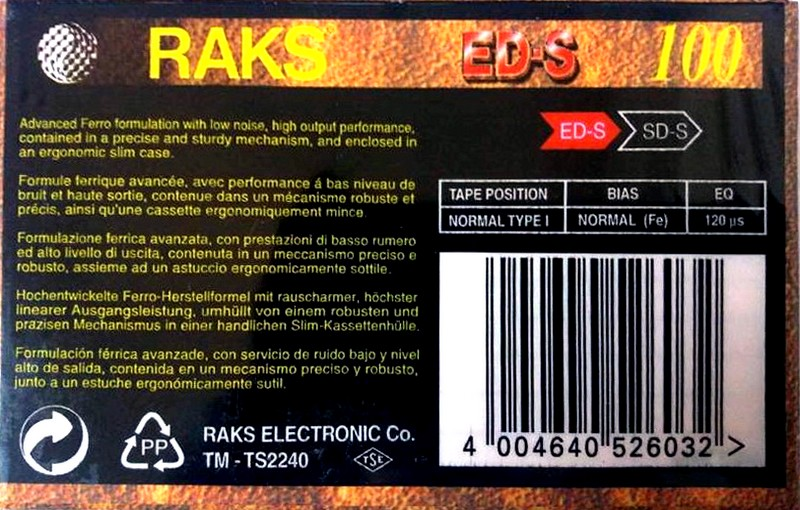 RAKS ED-S 100
Advanced Ferro formulation with low noise, high output performance,
contained in a precise and sturdy mechanism, and enclosed in
an ergonomic slim case.
Formule ferrique avancée, avec performance á bas niveau de
bruit et haute sortie, contenue dans un mécanisme robuste et
précis, ainsi qu'une cassette ergonomiquement mince.
Formulazione ferrica avanzata, con prestazioni di basso rumero
ed alto livello di uscita, contenuta in un meccanismo preciso e
robusto, assieme ad un astuccio ergonomicamente sottile.
Hochentwickelte Ferro-Herstellformel mit rauscharmer, höchster
linearer Ausgangsleistung, umhüllt von einem robusten und
prazisen Mechanismus in einer handlichen Slim-Kassettenhülle.
Formulación férrica avanzade, con servicio de ruido bajo y nivel
alto de salida, contenida en un mecanismo preciso y robusto,
junto a un estuche ergonómicamente sutil.
PP
RAKS ELECTRONIC Co.
TM - TS2240 TSE
ED-S SD-S
TAPE POSITION BIAS EQ
NORMAL TYPE I NORMAL (Fe) 120 µs
4 004640 526032 >